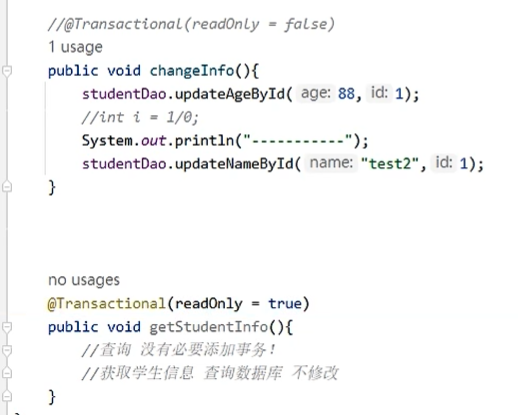 //@Transactional(readOnly = false)
1 usage
public void changeInfo(){
studentDao.updateAgeById( age: 88, id: 1);
//int i = 1/0;
System.out.println("-----------");
studentDao.updateNameById( name: "test2", id: 1);
}
no usages
@Transactional(readOnly = true)
public void getStudentInfo(){
//查询 没有必要添加事务！
//获取学生信息 查询数据库 不修改
}